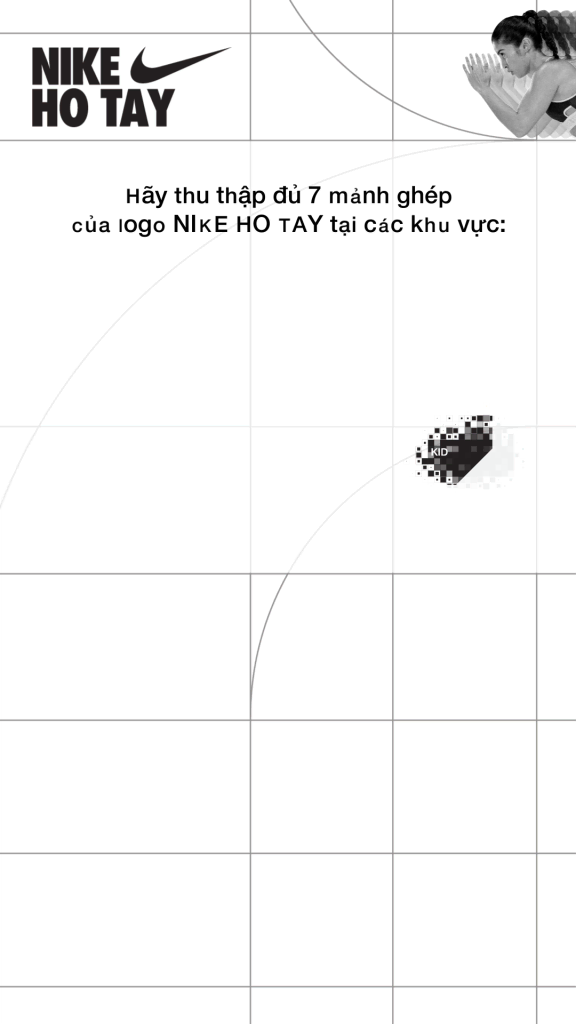 NIKE
HO TAY
Hãy thu thập đủ 7 mảnh ghép
của logo NIKE HO TAY tại các khu vực:
KID